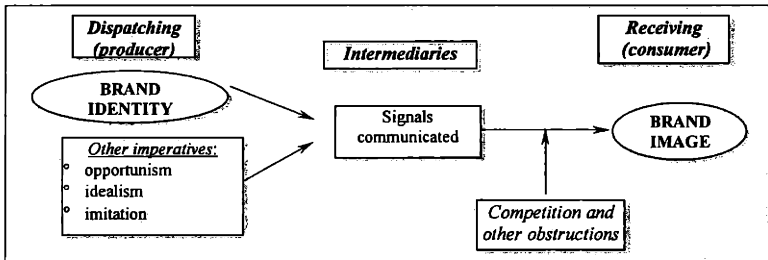 Dispatching
(producer)
Intermediaries
Receiving
(consumer)
BRAND
IDENTITY
Signals
communicated
BRAND
IMAGE
Other imperatives:
opportunism
idealism
imitation
Competition and
other obstructions